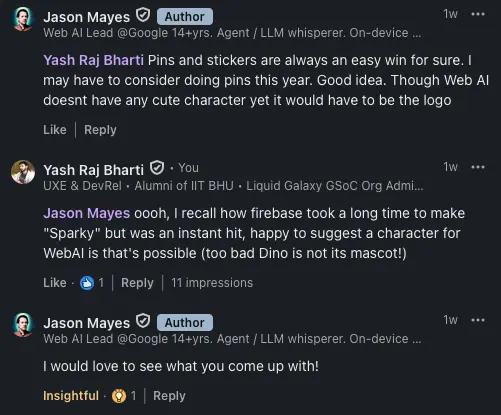 Jason Mayes Author 1w
Web AI Lead @Google 14+yrs. Agent / LLM whisperer. On-device ...
Yash Raj Bharti Pins and stickers are always an easy win for sure. I
may have to consider doing pins this year. Good idea. Though Web AI
doesnt have any cute character yet it would have to be the logo
Like | Reply
Yash Raj Bharti • You 1w
UXE & DevRel • Alumni of IIT BHU • Liquid Galaxy GSoC Org Admi...
Jason Mayes oooh, I recall how firebase took a long time to make
"Sparky" but was an instant hit, happy to suggest a character for
WebAI is that's possible (too bad Dino is not its mascot!)
Like · 1 | Reply | 11 impressions
Jason Mayes Author 1w
Web AI Lead @Google 14+yrs. Agent / LLM whisperer. On-device ...
I would love to see what you come up with!
Insightful · 1 | Reply